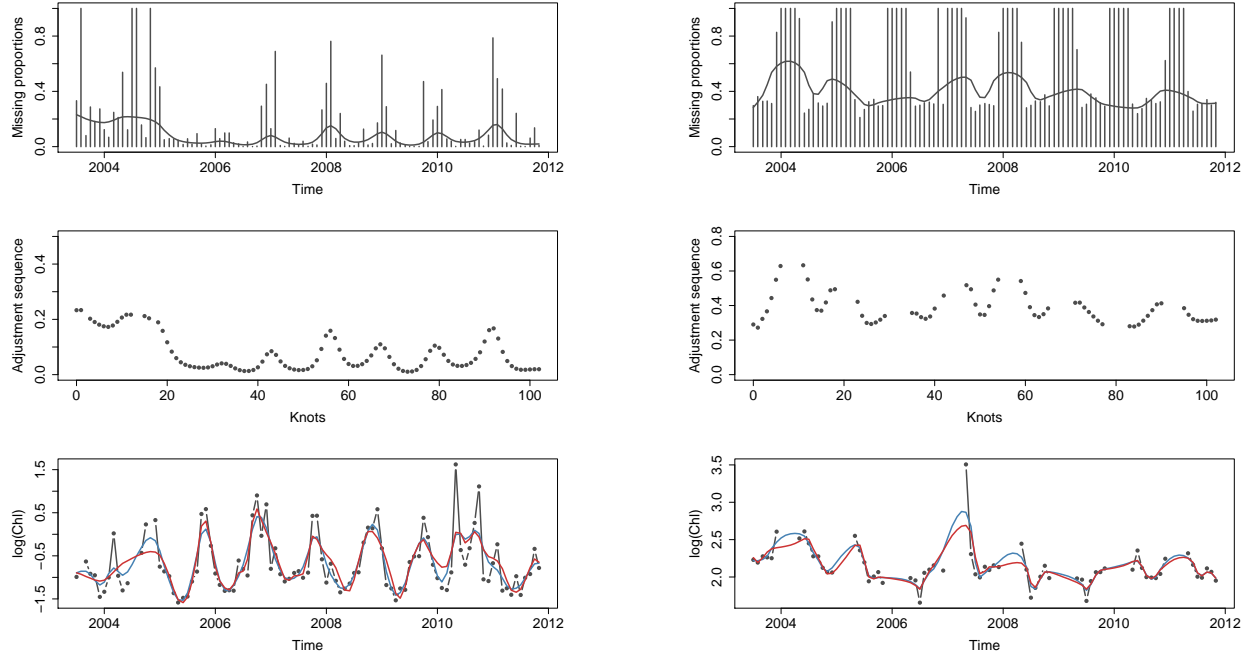 Missing proportions
0.0 0.4 0.8
2004 2006 2008 2010 2012
Time
Missing proportions
0.0 0.4 0.8
2004 2006 2008 2010 2012
Time
Adjustment sequence
0.0 0.2 0.4
0 20 40 60 80 100
Knots
Adjustment sequence
0.0 0.2 0.4 0.6 0.8
0 20 40 60 80 100
Knots
log(Chl)
−1.5 −0.5 0.5 1.5
2004 2006 2008 2010 2012
Time
log(Chl)
2.0 2.5 3.0 3.5
2004 2006 2008 2010 2012
Time